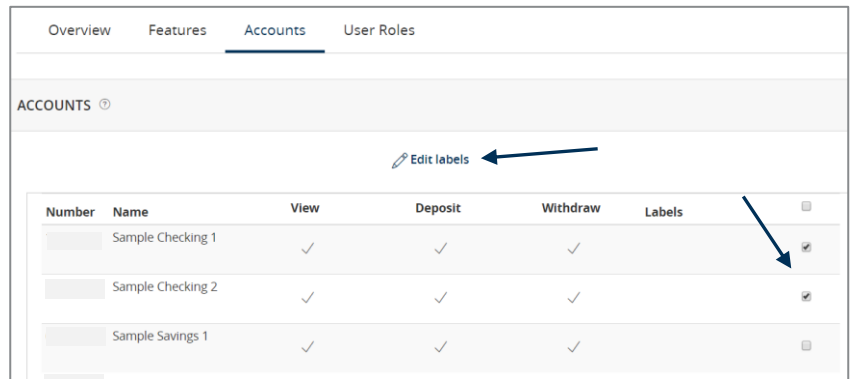 Overview Features Accounts User Roles
ACCOUNTS ?
Edit labels
Number Name View Deposit Withdraw Labels
Sample Checking 1
Sample Checking 2
Sample Savings 1